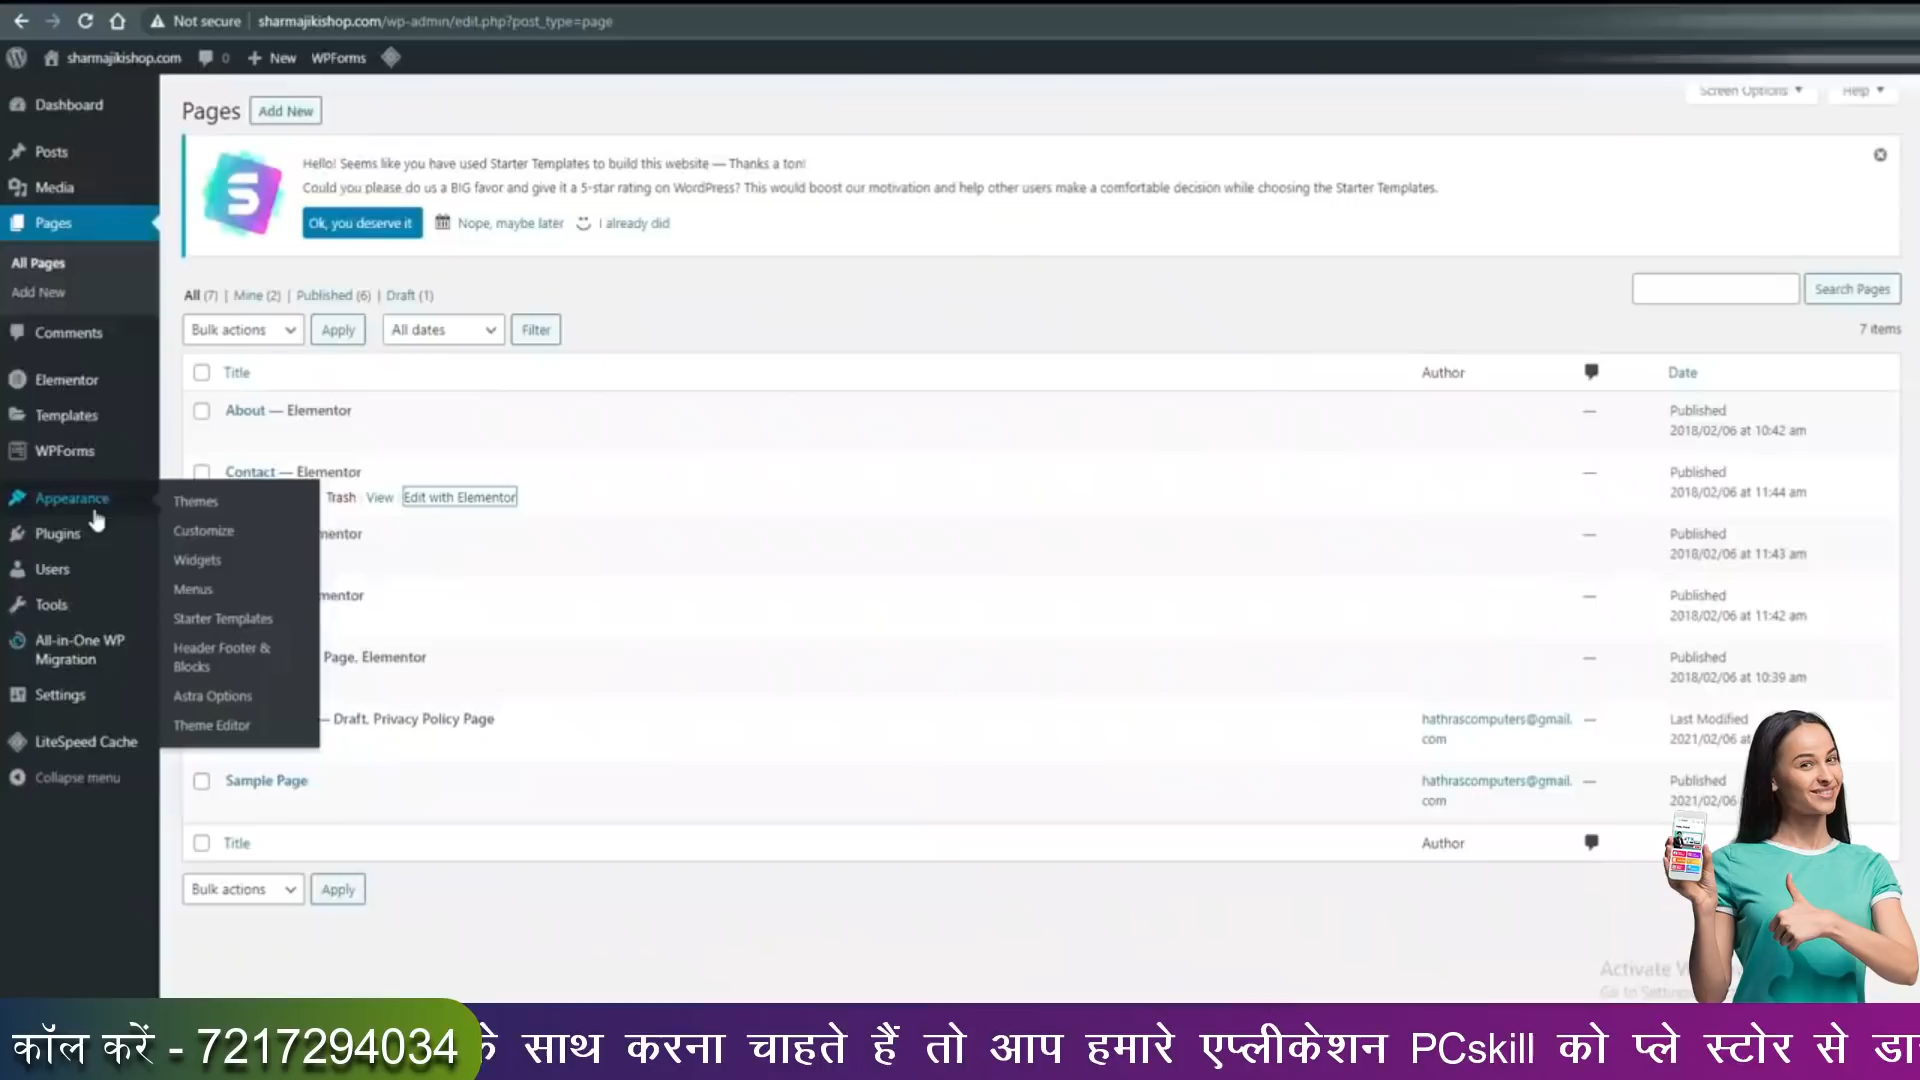 Not secure
sharmajikishop.com/wp-admin/edit.php?post_type=page
sharmajikishop.com
0
New
WPForms
Dashboard
Posts
Media
Pages
All Pages
Add New
Comments
Elementor
Templates
WPForms
Appearance
Plugins
Users
Tools
All-in-One WP
Migration
Settings
LiteSpeed Cache
Collapse menu
Themes
Customize
Widgets
Menus
Starter Templates
Header Footer &
Blocks
Astra Options
Theme Editor
Screen Options
Help
Pages
Add New
Hello! Seems like you have used Starter Templates to build this website — Thanks a ton!
Could you please do us a BIG favor and give it a 5-star rating on WordPress? This would boost our motivation and help other users make a comfortable decision while choosing the Starter Templates.
Ok, you deserve it
Nope, maybe later
I already did
All (7) | Mine (2) | Published (6) | Draft (1)
Search Pages
Bulk actions
Apply
All dates
Filter
7 items
Title
Author
Date
About — Elementor
—
Published
2018/02/06 at 10:42 am
Contact — Elementor
—
Published
2018/02/06 at 11:44 am
Trash
View
Edit with Elementor
mentor
—
Published
2018/02/06 at 11:43 am
mentor
—
Published
2018/02/06 at 11:42 am
Page, Elementor
—
Published
2018/02/06 at 10:39 am
— Draft, Privacy Policy Page
hathrascomputers@gmail.
com
—
Last Modified
2021/02/06 at
Sample Page
hathrascomputers@gmail.
com
—
Published
2021/02/06
Title
Author
Bulk actions
Apply
Activate W
Go to Setting
कॉल करें - 7217294034
के साथ करना चाहते हैं तो आप हमारे एप्लीकेशन PCskill को प्ले स्टोर से डा